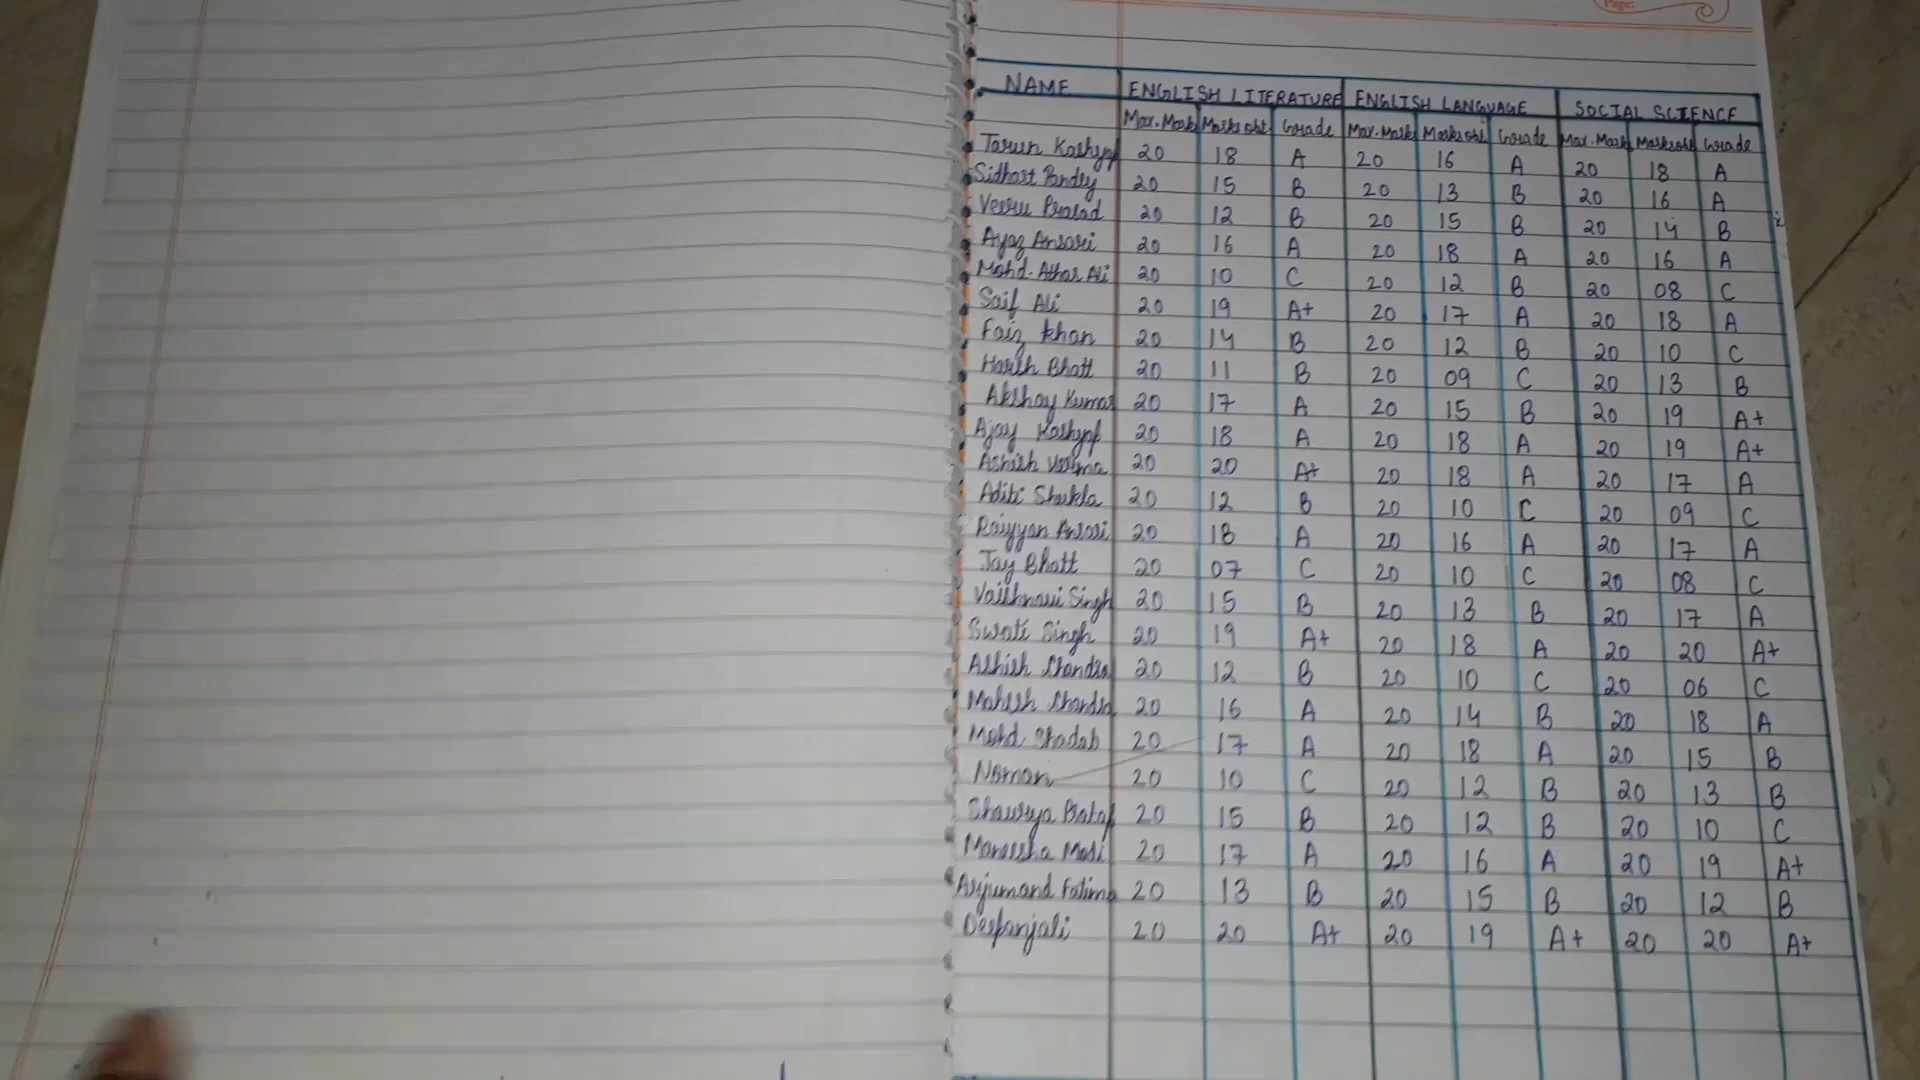 Page:
NAME ENGLISH LITERATURE ENGLISH LANGUAGE SOCIAL SCIENCE
Max.Marks Marks obt. Grade Max.Marks Marks obt. Grade Max.Marks Marks obt. Grade
Tarun Kashyap 20 18 A 20 16 A 20 18 A
Sidhart Pandey 20 15 B 20 13 B 20 16 A
Veeru Prasad 20 12 B 20 15 B 20 14 B
Ayaz Ansari 20 16 A 20 18 A 20 16 A
Mohd. Athar Ali 20 10 C 20 12 B 20 08 C
Saif Ali 20 19 A+ 20 17 A 20 18 A
Faiz Khan 20 14 B 20 12 B 20 10 C
Harsh Bhatt 20 11 B 20 09 C 20 13 B
Akshay Kumar 20 17 A 20 15 B 20 19 A+
Ajay Kashyap 20 18 A 20 18 A 20 19 A+
Ashish Verma 20 20 A+ 20 18 A 20 17 A
Aditi Shukla 20 12 B 20 10 C 20 09 C
Raiyyan Ansari 20 18 A 20 16 A 20 17 A
Jay Bhatt 20 07 C 20 10 C 20 08 C
Vaishnavi Singh 20 15 B 20 13 B 20 17 A
Swati Singh 20 19 A+ 20 18 A 20 20 A+
Ashish Chandra 20 12 B 20 10 C 20 06 C
Mahesh Chandra 20 16 A 20 14 B 20 18 A
Mohd. Shadab 20 17 A 20 18 A 20 15 B
Noman 20 10 C 20 12 B 20 13 B
Shaurya Pratap 20 15 B 20 12 B 20 10 C
Mareesha Modi 20 17 A 20 16 A 20 19 A+
Arjumand Fatima 20 13 B 20 15 B 20 12 B
Deepanjali 20 20 A+ 20 19 A+ 20 20 A+